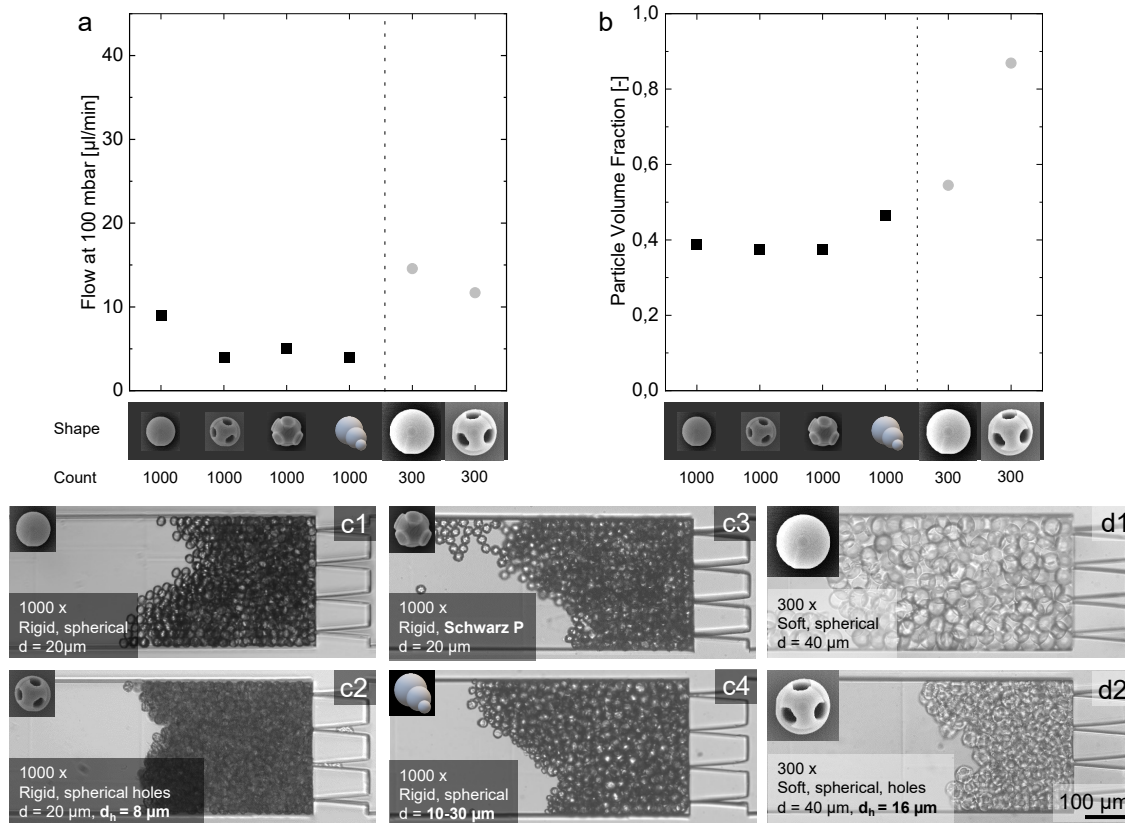 a
Flow at 100 mbar [µl/min]
40
30
20
10
0
b
Particle Volume Fraction [-]
1,0
0,8
0,6
0,4
0,2
0,0
Shape
Count
1000 1000 1000 1000 300 300
1000 1000 1000 1000 300 300
c1
1000 x
Rigid, spherical
d = 20µm
c3
1000 x
Rigid, Schwarz P
d = 20 µm
d1
300 x
Soft, spherical
d = 40 µm
c2
1000 x
Rigid, spherical holes
d = 20 µm, dh = 8 µm
c4
1000 x
Rigid, spherical
d = 10-30 µm
d2
300 x
Soft, spherical, holes
d = 40 µm, dh = 16 µm
100 µm